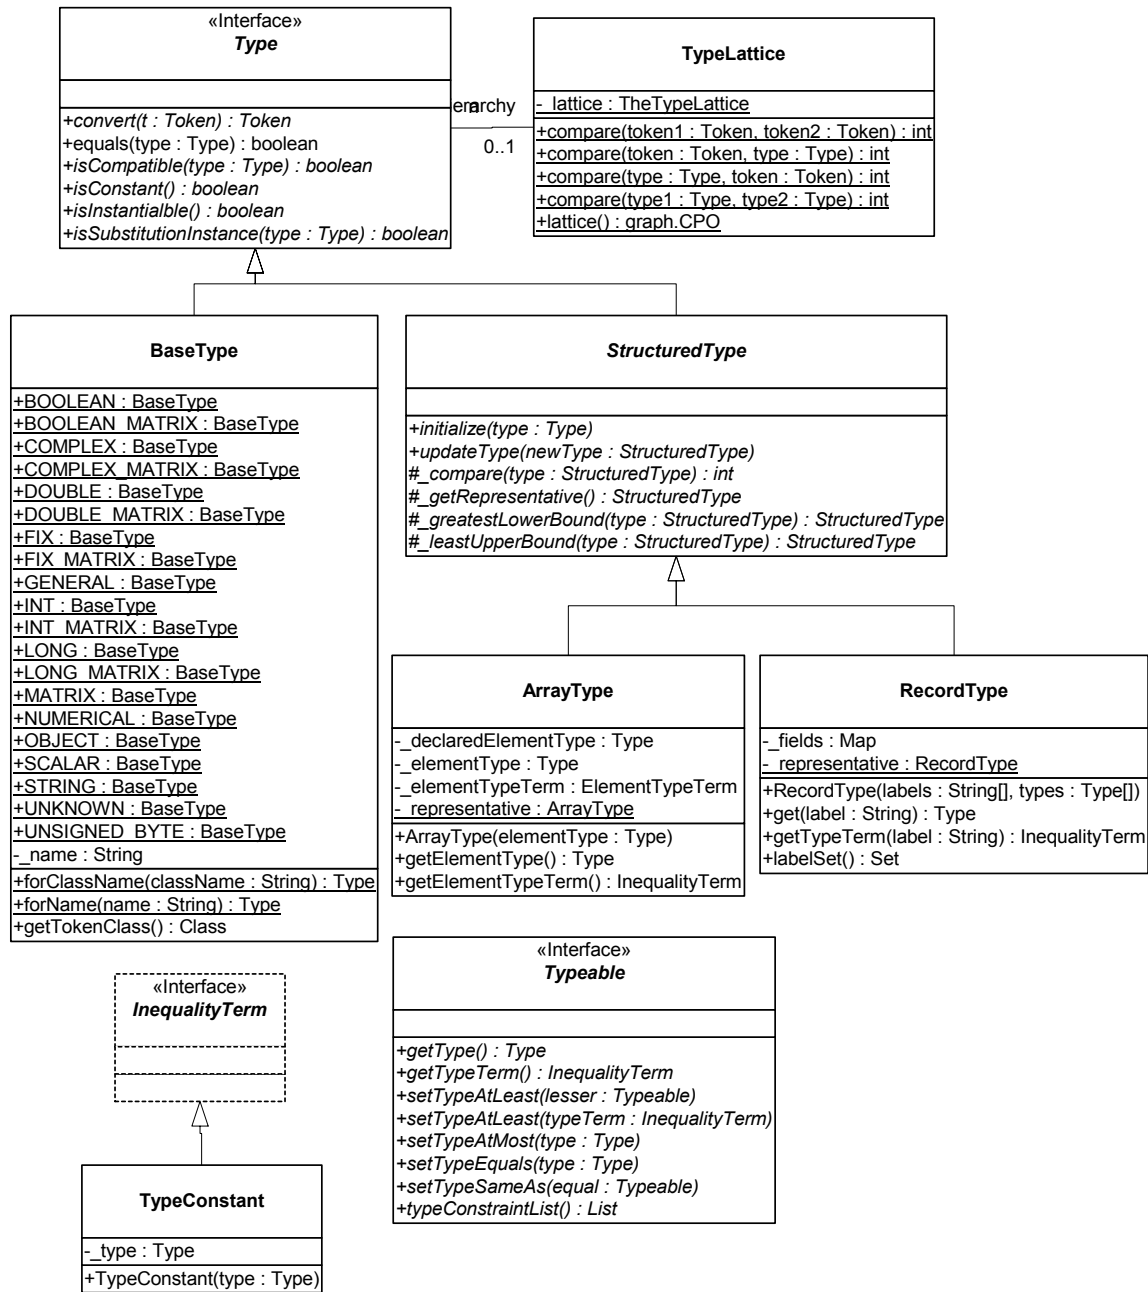 «Interface»
Type
+convert(t : Token) : Token
+equals(type : Type) : boolean
+isCompatible(type : Type) : boolean
+isConstant() : boolean
+isInstantialble() : boolean
+isSubstitutionInstance(type : Type) : boolean
0..1
TypeLattice
-_lattice : TheTypeLattice
+compare(token1 : Token, token2 : Token) : int
+compare(token : Token, type : Type) : int
+compare(type : Type, token : Token) : int
+compare(type1 : Type, type2 : Type) : int
+lattice() : graph.CPO
BaseType
+BOOLEAN : BaseType
+BOOLEAN_MATRIX : BaseType
+COMPLEX : BaseType
+COMPLEX_MATRIX : BaseType
+DOUBLE : BaseType
+DOUBLE_MATRIX : BaseType
+FIX : BaseType
+FIX_MATRIX : BaseType
+GENERAL : BaseType
+INT : BaseType
+INT_MATRIX : BaseType
+LONG : BaseType
+LONG_MATRIX : BaseType
+MATRIX : BaseType
+NUMERICAL : BaseType
+OBJECT : BaseType
+SCALAR : BaseType
+STRING : BaseType
+UNKNOWN : BaseType
+UNSIGNED_BYTE : BaseType
-_name : String
+forClassName(className : String) : Type
+forName(name : String) : Type
+getTokenClass() : Class
StructuredType
+initialize(type : Type)
+updateType(newType : StructuredType)
#_compare(type : StructuredType) : int
#_getRepresentative() : StructuredType
#_greatestLowerBound(type : StructuredType) : StructuredType
#_leastUpperBound(type : StructuredType) : StructuredType
ArrayType
-_declaredElementType : Type
-_elementType : Type
-_elementTypeTerm : ElementTypeTerm
-_representative : ArrayType
+ArrayType(elementType : Type)
+getElementType() : Type
+getElementTypeTerm() : InequalityTerm
RecordType
-_fields : Map
-_representative : RecordType
+RecordType(labels : String[], types : Type[])
+get(label : String) : Type
+getTypeTerm(label : String) : InequalityTerm
+labelSet() : Set
«Interface»
InequalityTerm
TypeConstant
-_type : Type
+TypeConstant(type : Type)
«Interface»
Typeable
+getType() : Type
+getTypeTerm() : InequalityTerm
+setTypeAtLeast(lesser : Typeable)
+setTypeAtLeast(typeTerm : InequalityTerm)
+setTypeAtMost(type : Type)
+setTypeEquals(type : Type)
+setTypeSameAs(equal : Typeable)
+typeConstraintList() : List